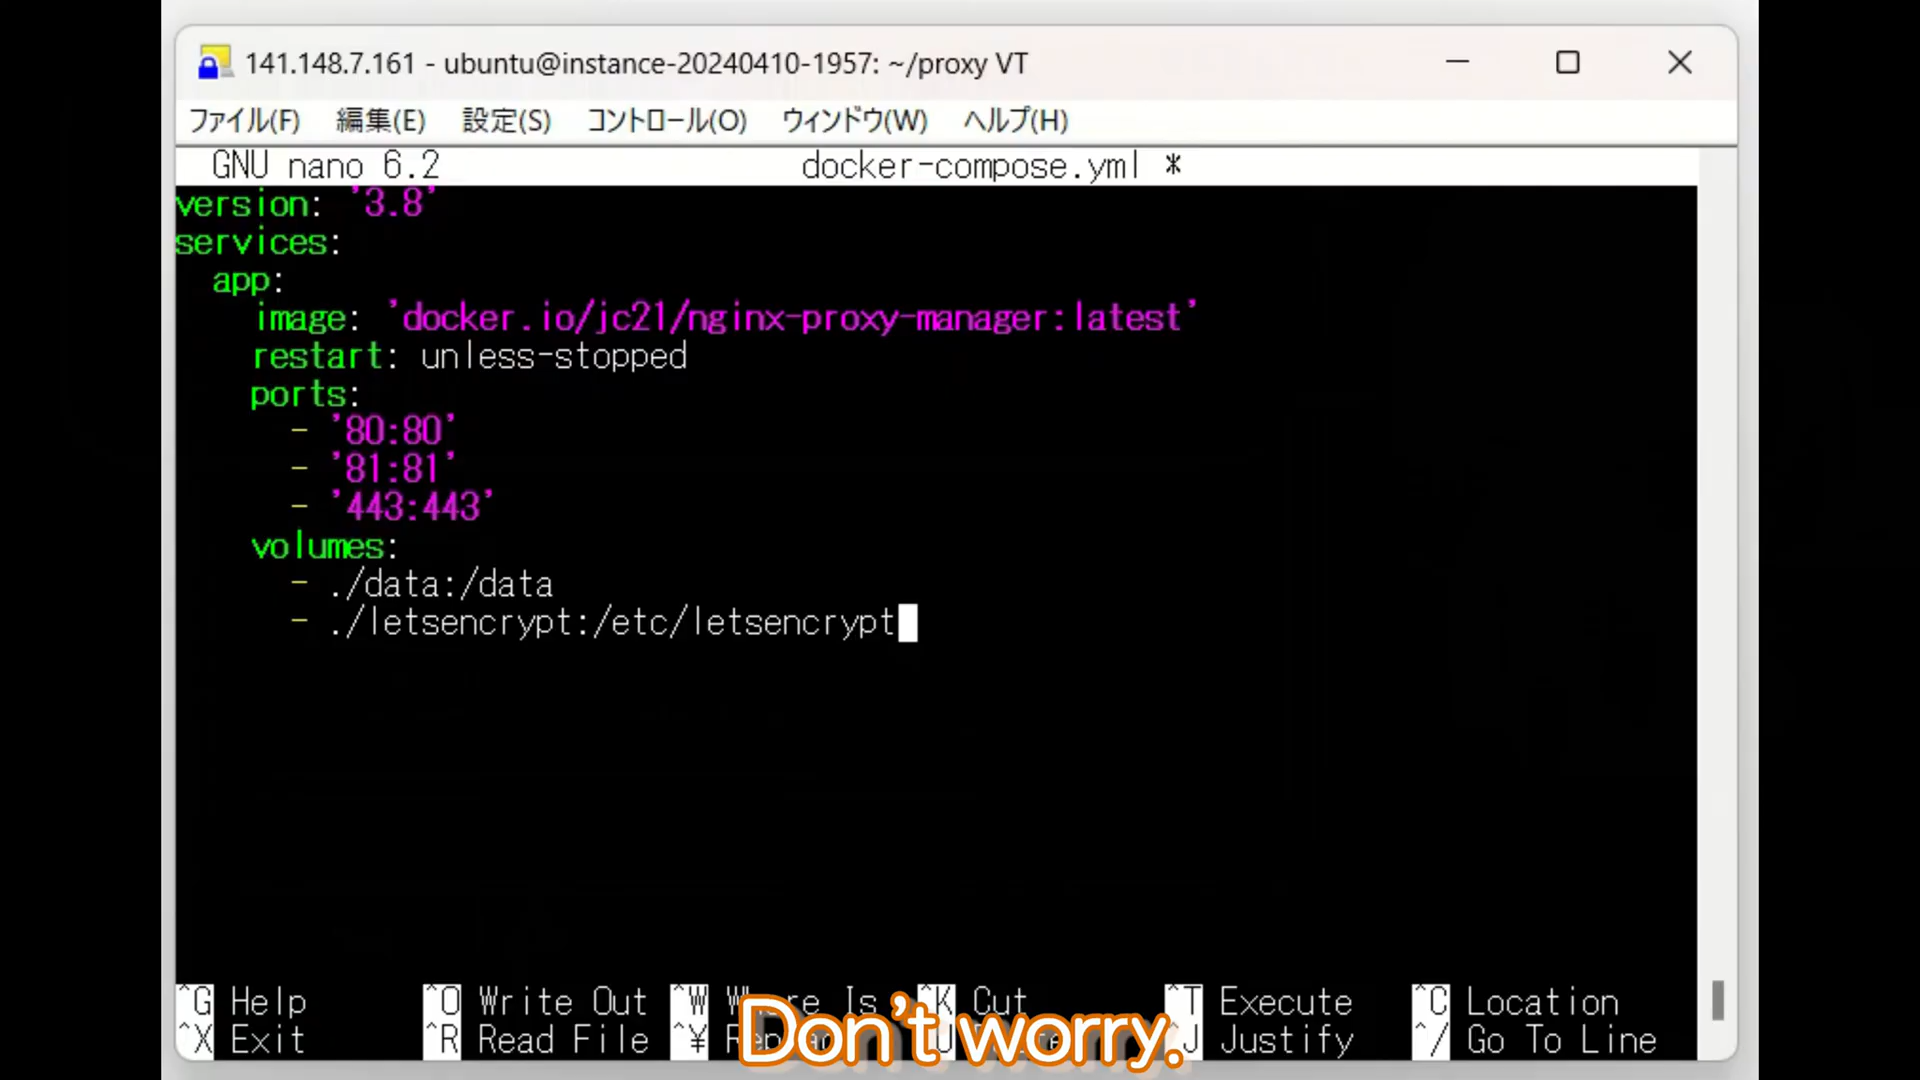 141.148.7.161 - ubuntu@instance-20240410-1957: ~/proxy VT
ファイル(F) 編集(E) 設定(S) コントロール(O) ウィンドウ(W) ヘルプ(H)
GNU nano 6.2 docker-compose.yml *
version: '3.8'
services:
  app:
    image: 'docker.io/jc21/nginx-proxy-manager:latest'
    restart: unless-stopped
    ports:
      - '80:80'
      - '81:81'
      - '443:443'
    volumes:
      - ./data:/data
      - ./letsencrypt:/etc/letsencrypt
^G Help ^O Write Out ^W Where Is ^K Cut ^T Execute ^C Location
^X Exit ^R Read File ^¥ ^J Justify ^/ Go To Line
Don't worry.